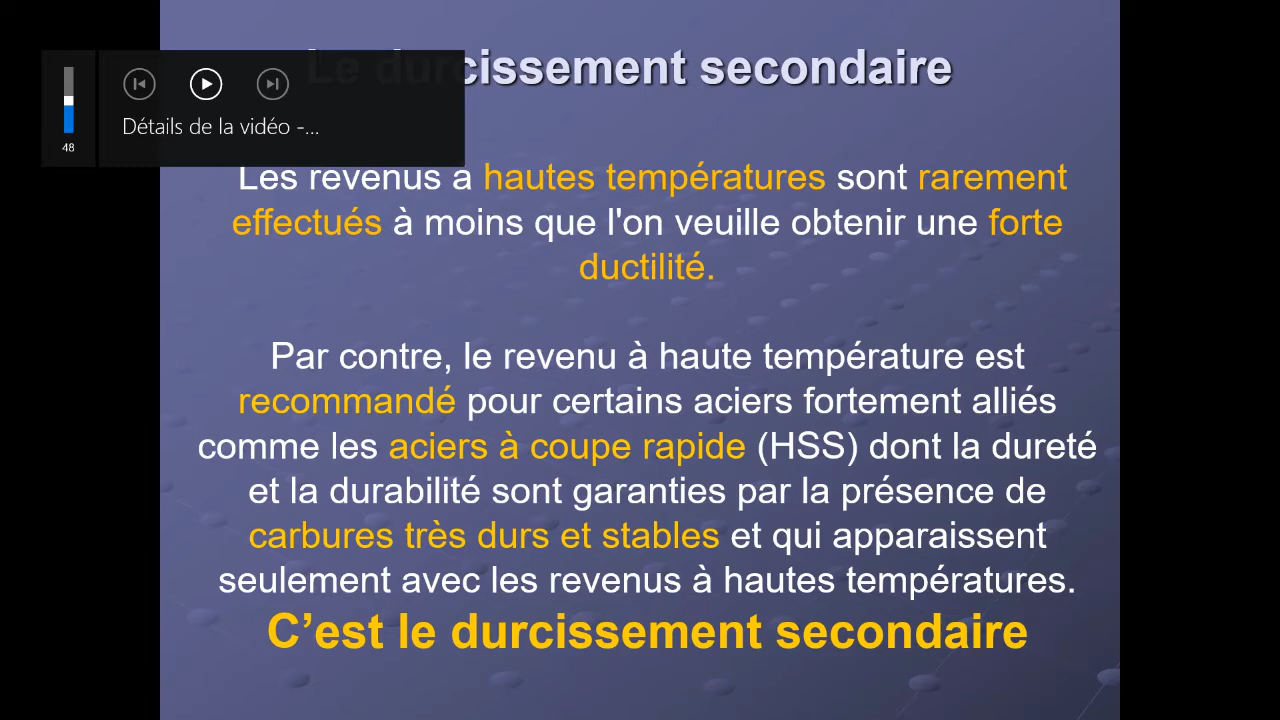 Le durcissement secondaire
Détails de la vidéo -...
48
Les revenus à hautes températures sont rarement
effectués à moins que l'on veuille obtenir une forte
ductilité.
Par contre, le revenu à haute température est
recommandé pour certains aciers fortement alliés
comme les aciers à coupe rapide (HSS) dont la dureté
et la durabilité sont garanties par la présence de
carbures très durs et stables et qui apparaissent
seulement avec les revenus à hautes températures.
C’est le durcissement secondaire